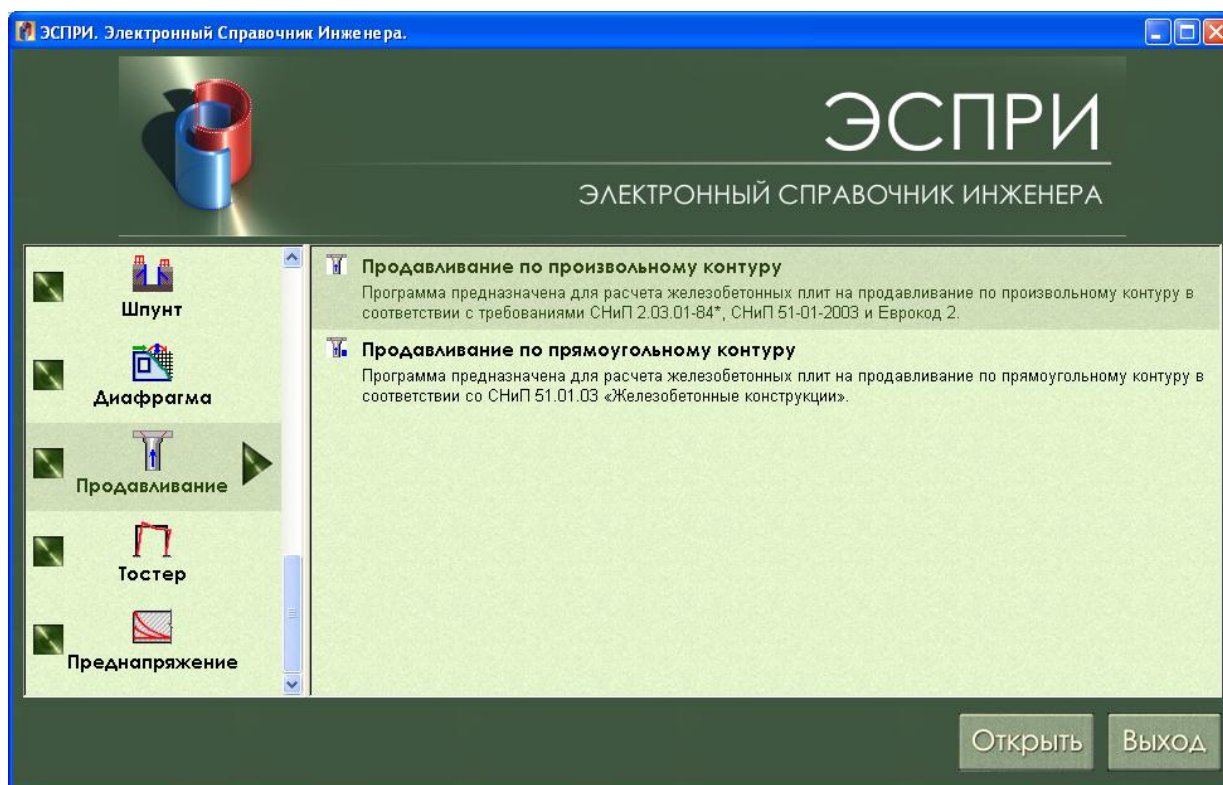 ЭСПРИ. Электронный Справочник Инженера.
ЭСПРИ
ЭЛЕКТРОННЫЙ СПРАВОЧНИК ИНЖЕНЕРА
Шпунт
Диафрагма
Продавливание
Тостер
Преднапряжение
Продавливание по произвольному контуру
Программа предназначена для расчета железобетонных плит на продавливание по произвольному контуру в
соответствии с требованиями СНиП 2.03.01-84*, СНиП 51-01-2003 и Еврокод 2.
Продавливание по прямоугольному контуру
Программа предназначена для расчета железобетонных плит на продавливание по прямоугольному контуру в
соответствии со СНиП 51.01.03 «Железобетонные конструкции».
Открыть
Выход